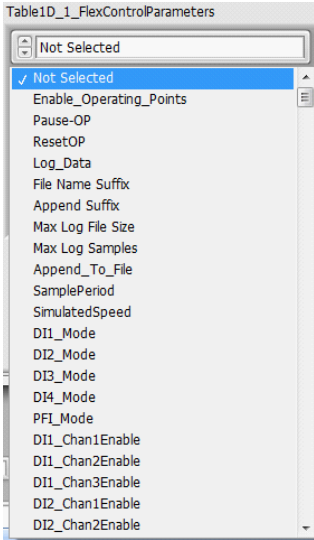 Table1D_1_FlexControlParameters
Not Selected
Not Selected
Enable_Operating_Points
Pause-OP
ResetOP
Log_Data
File Name Suffix
Append Suffix
Max Log File Size
Max Log Samples
Append_To_File
SamplePeriod
SimulatedSpeed
DI1_Mode
DI2_Mode
DI3_Mode
DI4_Mode
PFI_Mode
DI1_Chan1Enable
DI1_Chan2Enable
DI1_Chan3Enable
DI2_Chan1Enable
DI2_Chan2Enable